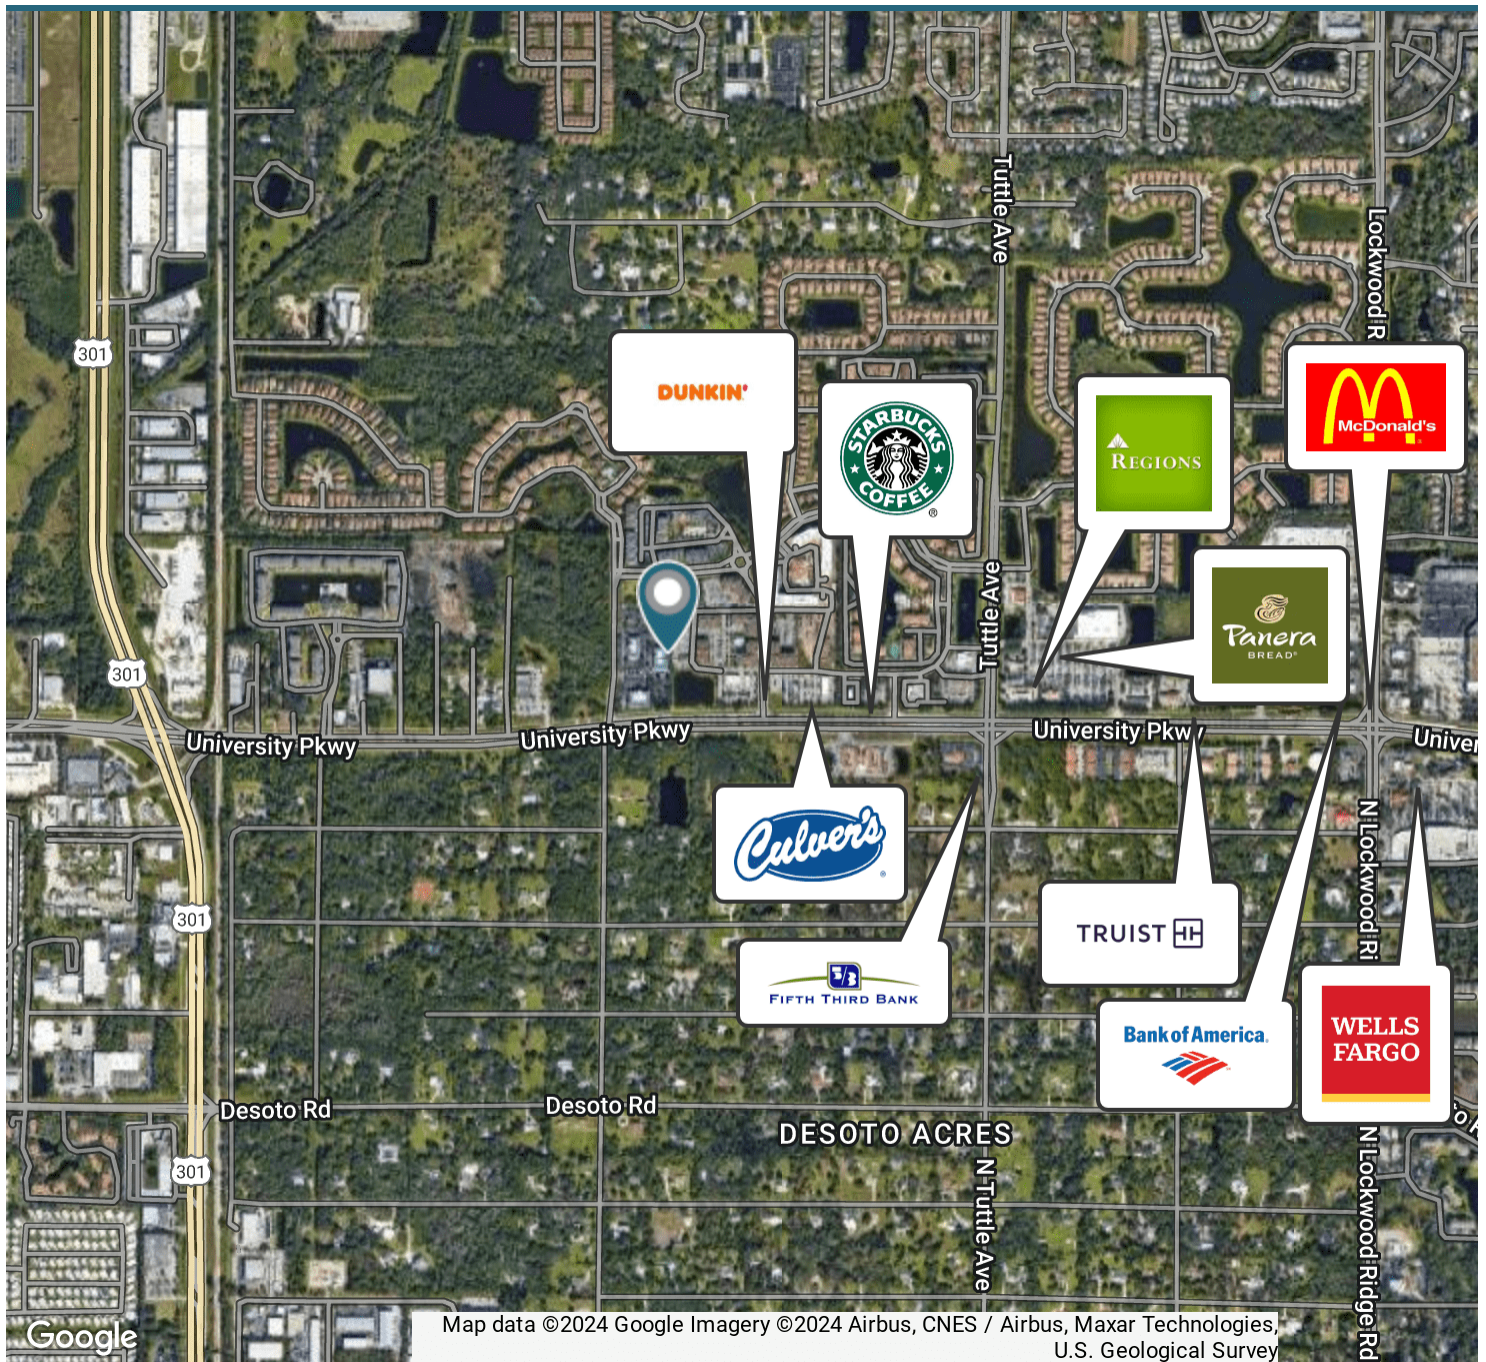 Tuttle Ave
Lockwood R
301
DUNKIN'
STARBUCKS
COFFEE
®
REGIONS
McDonald's
Panera
BREAD®
Tuttle Ave
301
University Pkwy
University Pkwy
University Pkwy
Univer
Culver's
®
N Lockwood Ri
301
TRUIST
5/3
FIFTH THIRD BANK
Bank of America
WELLS
FARGO
Desoto Rd
Desoto Rd
to R
DESOTO ACRES
301
N Tuttle Ave
N Lockwood Ridge Rd
Google
Map data ©2024 Google Imagery ©2024 Airbus, CNES / Airbus, Maxar Technologies,
U.S. Geological Survey